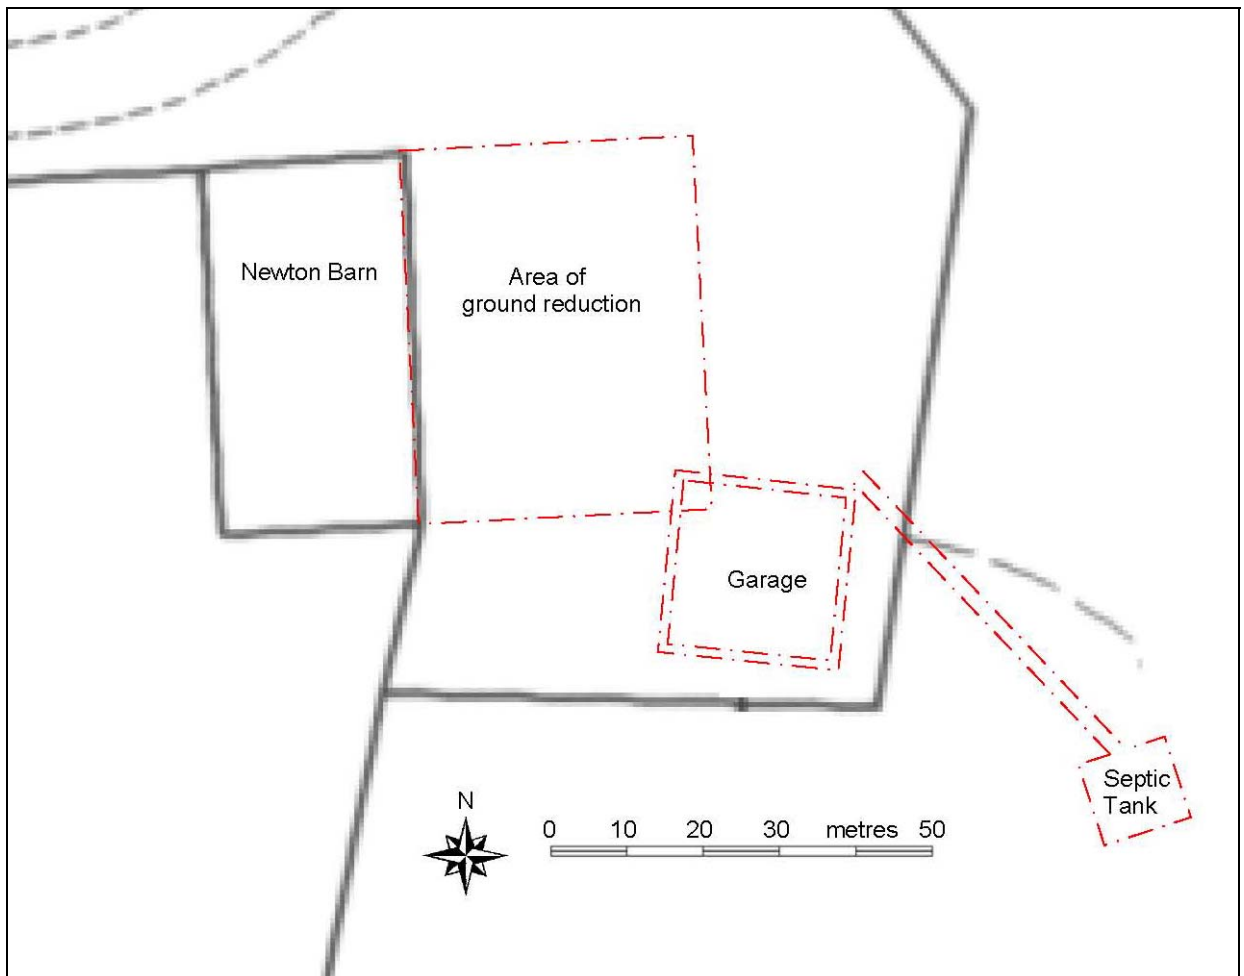 Newton Barn
Area of
ground reduction
Garage
Septic
Tank
N
0 10 20 30 metres 50